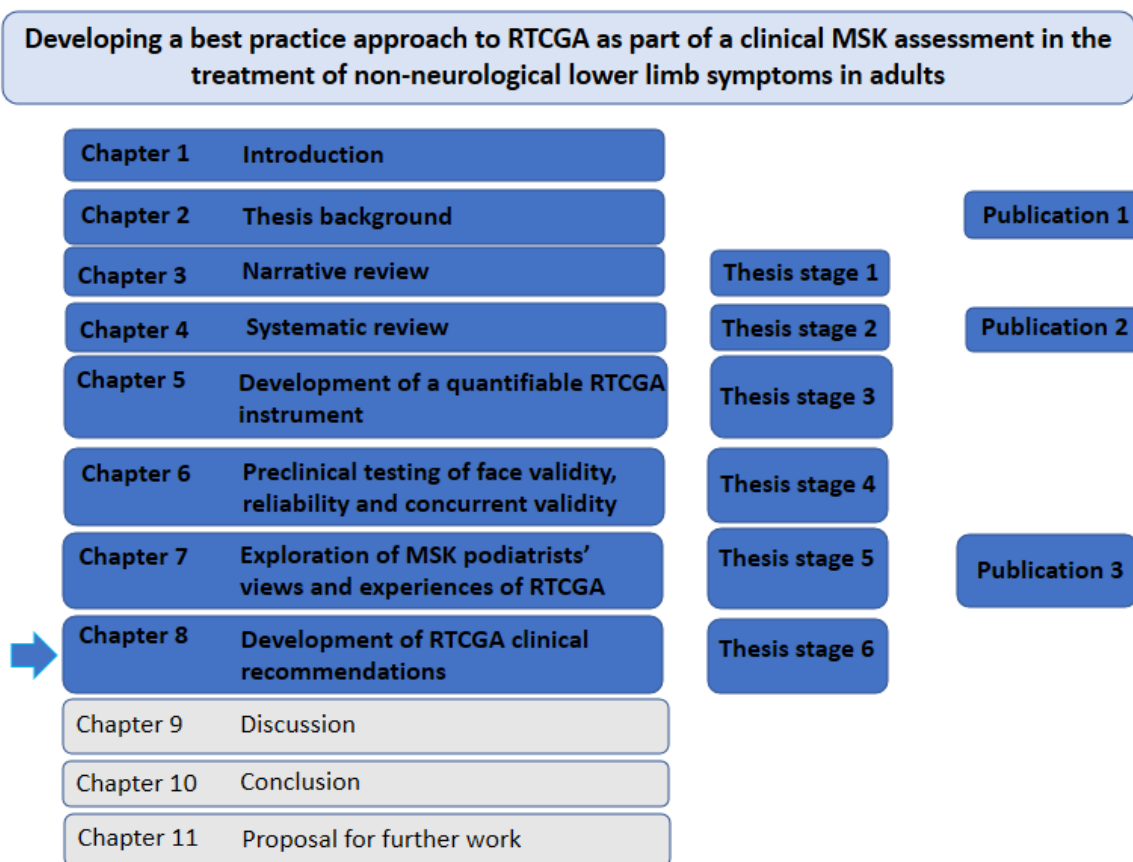 Developing a best practice approach to RTCGA as part of a clinical MSK assessment in the
treatment of non-neurological lower limb symptoms in adults
Chapter 1 Introduction
Chapter 2 Thesis background Publication 1
Chapter 3 Narrative review Thesis stage 1
Chapter 4 Systematic review Thesis stage 2 Publication 2
Chapter 5 Development of a quantifiable RTCGA
instrument Thesis stage 3
Chapter 6 Preclinical testing of face validity,
reliability and concurrent validity Thesis stage 4
Chapter 7 Exploration of MSK podiatrists’
views and experiences of RTCGA Thesis stage 5 Publication 3
Chapter 8 Development of RTCGA clinical
recommendations Thesis stage 6
Chapter 9 Discussion
Chapter 10 Conclusion
Chapter 11 Proposal for further work